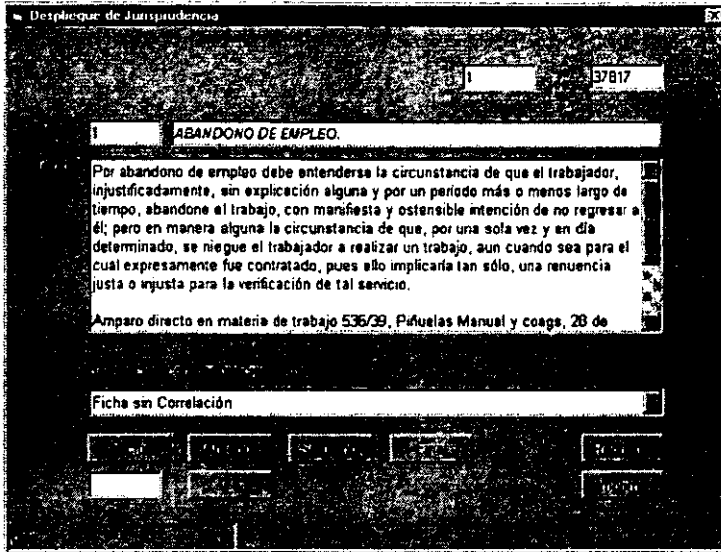 Despliegue de Jurisprudencia
1 37817
1 ABANDONO DE EMPLEO.
Por abandono de empleo debe entenderse la circunstancia de que el trabajador,
injustificadamente, sin explicación alguna y por un período más o menos largo de
tiempo, abandone el trabajo, con manifiesta y ostensible intención de no regresar a
él; pero en manera alguna la circunstancia de que, por una sola vez y en día
determinado, se niegue el trabajador a realizar un trabajo, aun cuando sea para el
cual expresamente fue contratado, pues ello implicaría tan sólo, una renuencia
justa o injusta para la verificación de tal servicio.
Amparo directo en materia de trabajo 536/39, Piñuelas Manuel y coags, 28 de
Ficha sin Correlación